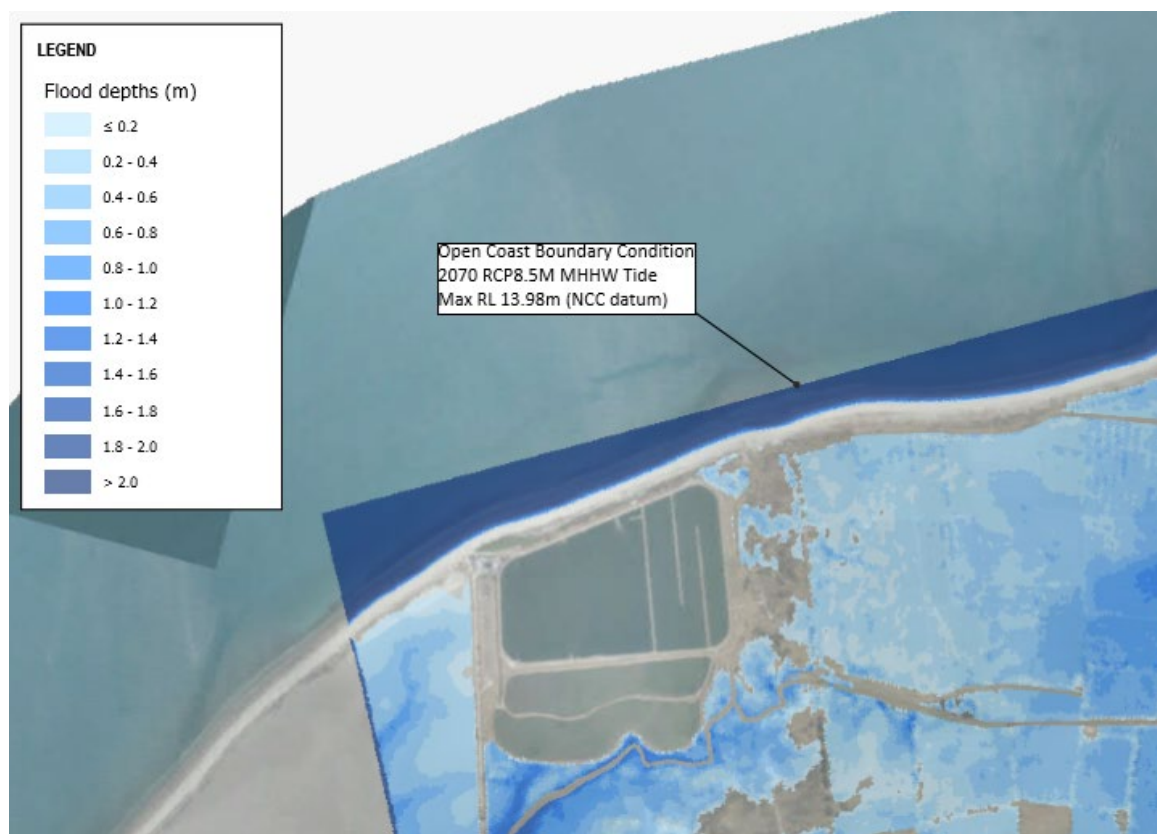 LEGEND
Flood depths (m)
≤ 0.2
0.2 - 0.4
0.4 - 0.6
0.6 - 0.8
0.8 - 1.0
1.0 - 1.2
1.2 - 1.4
1.4 - 1.6
1.6 - 1.8
1.8 - 2.0
> 2.0
Open Coast Boundary Condition
2070 RCP8.5M MHHW Tide
Max RL 13.98m (NCC datum)